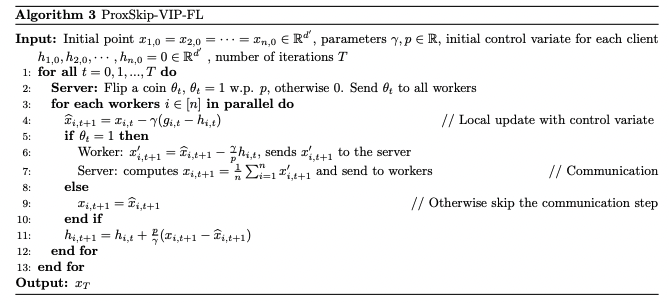 Algorithm 3 ProxSkip-VIP-FL
Input: Initial point $x_{1,0} = x_{2,0} = \cdots = x_{n,0} \in \mathbb{R}^{d'}$, parameters $\gamma, p \in \mathbb{R}$, initial control variate for each client
$h_{1,0}, h_{2,0}, \cdots, h_{n,0} = 0 \in \mathbb{R}^{d'}$, number of iterations $T$
1: for all $t = 0, 1, ..., T$ do
2: Server: Flip a coin $\theta_t$, $\theta_t = 1$ w.p. $p$, otherwise 0. Send $\theta_t$ to all workers
3: for each workers $i \in [n]$ in parallel do
4: $\widehat{x}_{i,t+1} = x_{i,t} - \gamma(g_{i,t} - h_{i,t})$ // Local update with control variate
5: if $\theta_t = 1$ then
6: Worker: $x'_{i,t+1} = \widehat{x}_{i,t+1} - \frac{\gamma}{p} h_{i,t}$, sends $x'_{i,t+1}$ to the server
7: Server: computes $x_{i,t+1} = \frac{1}{n} \sum_{i=1}^{n} x'_{i,t+1}$ and send to workers // Communication
8: else
9: $x_{i,t+1} = \widehat{x}_{i,t+1}$ // Otherwise skip the communication step
10: end if
11: $h_{i,t+1} = h_{i,t} + \frac{p}{\gamma}(x_{i,t+1} - \widehat{x}_{i,t+1})$
12: end for
13: end for
Output: $x_T$